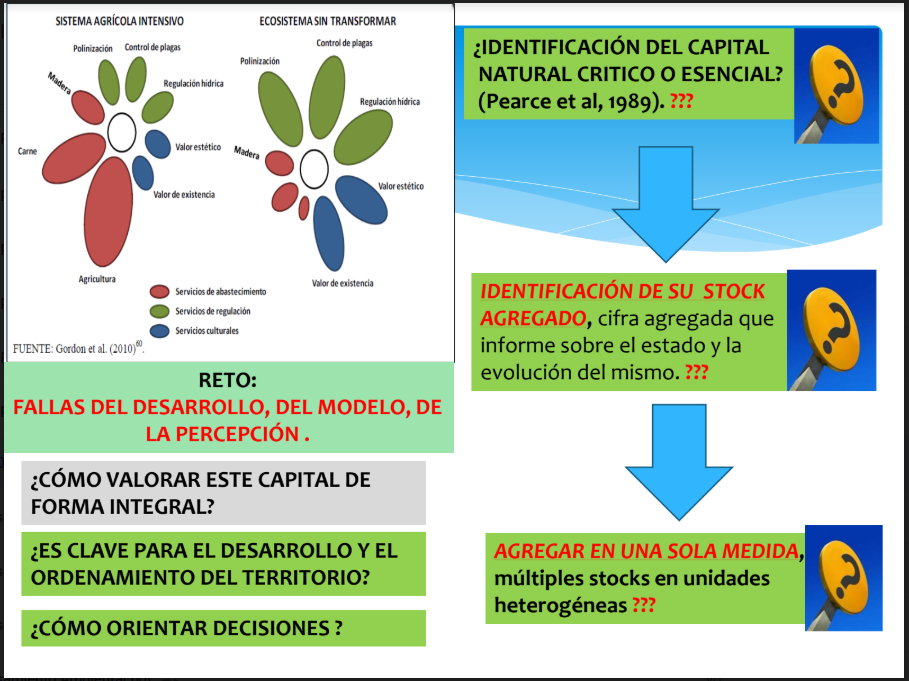 SISTEMA AGRÍCOLA INTENSIVO
Polinización
Control de plagas
Madera
Regulación hídrica
Carne
Valor estético
Valor de existencia
Agricultura
ECOSISTEMA SIN TRANSFORMAR
Control de plagas
Polinización
Regulación hídrica
Madera
Valor estético
Valor de existencia
Servicios de abastecimiento
Servicios de regulación
Servicios culturales
FUENTE: Gordon et al. (2010)60.
RETO:
FALLAS DEL DESARROLLO, DEL MODELO, DE
LA PERCEPCIÓN .
¿CÓMO VALORAR ESTE CAPITAL DE
FORMA INTEGRAL?
¿ES CLAVE PARA EL DESARROLLO Y EL
ORDENAMIENTO DEL TERRITORIO?
¿CÓMO ORIENTAR DECISIONES ?
¿IDENTIFICACIÓN DEL CAPITAL
NATURAL CRITICO O ESENCIAL?
(Pearce et al, 1989). ???
?
IDENTIFICACIÓN DE SU STOCK
AGREGADO, cifra agregada que
informe sobre el estado y la
evolución del mismo. ???
?
AGREGAR EN UNA SOLA MEDIDA,
múltiples stocks en unidades
heterogéneas ???
?